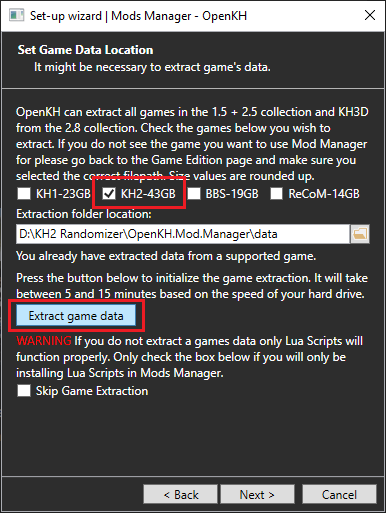 Set-up wizard | Mods Manager - OpenKH
Set Game Data Location
It might be necessary to extract game's data.
OpenKH can extract all games in the 1.5 + 2.5 collection and KH3D
from the 2.8 collection. Check the games below you wish to
extract. If you do not see the game you want to use Mod Manager
for please go back to the Game Edition page and make sure you
selected the correct filepath. Size values are rounded up.
KH1-23GB KH2-43GB BBS-19GB ReCoM-14GB
Extraction folder location:
D:\KH2 Randomizer\OpenKH.Mod.Manager\data
You already have extracted data from a supported game.
Press the button below to initialize the game extraction. It will take
between 5 and 15 minutes based on the speed of your hard drive.
Extract game data
WARNING If you do not extract a games data only Lua Scripts will
function properly. Only check the box below if you will only be
installing Lua Scripts in Mods Manager.
Skip Game Extraction
< Back Next > Cancel